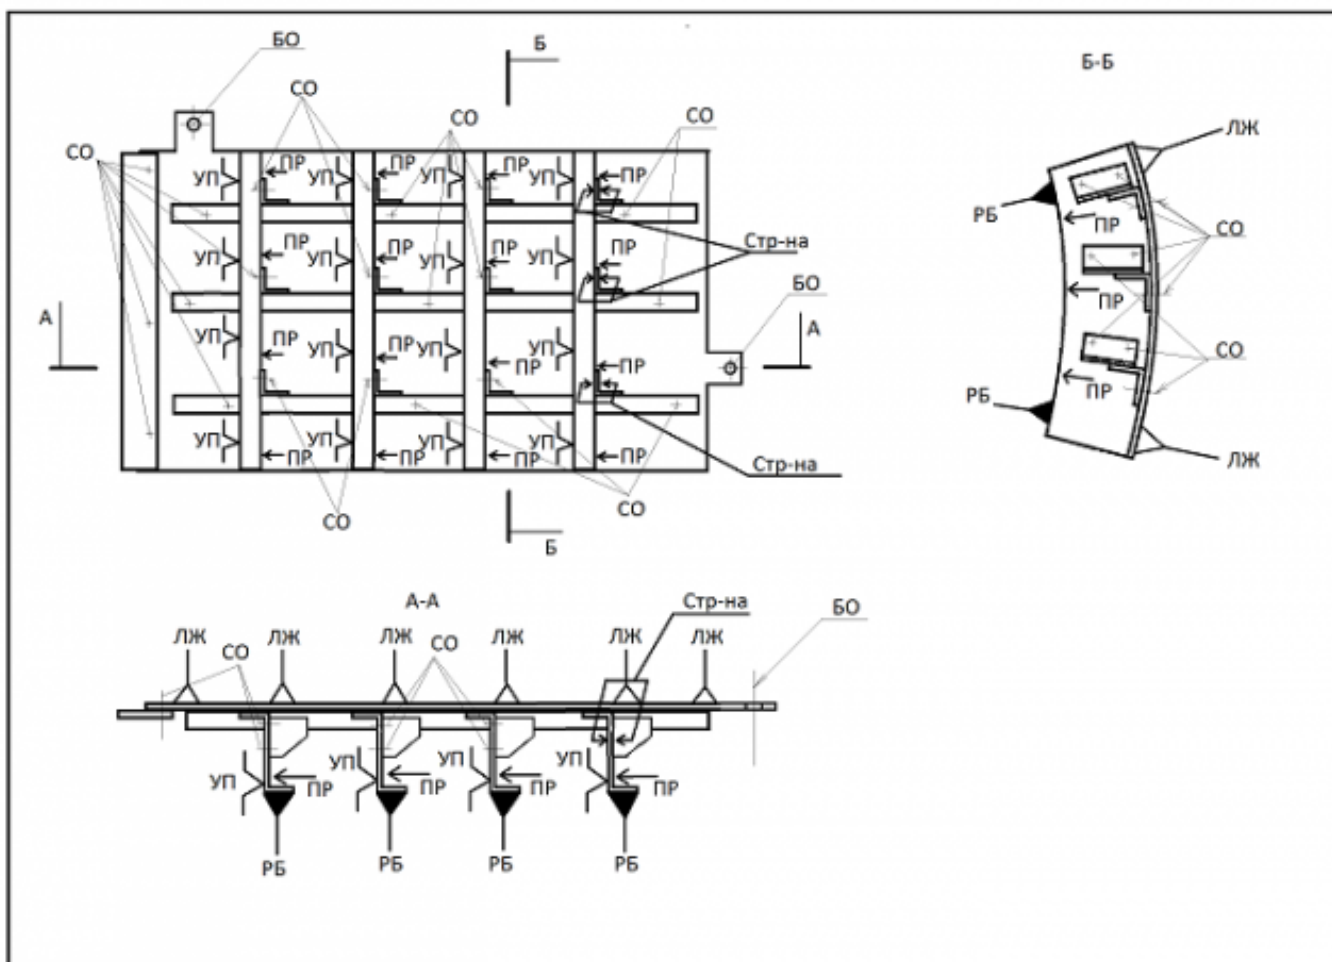 БО
Б
Б-Б
СО
СО
СО
ЛЖ
СО
УП
ПР
УП
ПР
УП
ПР
УП
ПР
РБ
ПР
СО
УП
ПР
УП
ПР
УП
ПР
УП
ПР
Стр-на
БО
ПР
А
А
УП
ПР
УП
ПР
УП
ПР
УП
ПР
СО
РБ
ПР
УП
ПР
УП
ПР
УП
ПР
УП
ПР
Стр-на
ЛЖ
СО
СО
Б
А-А
Стр-на
БО
ЛЖ
ЛЖ
СО
ЛЖ
СО
ЛЖ
ЛЖ
ЛЖ
УП
ПР
УП
ПР
УП
ПР
УП
ПР
РБ
РБ
РБ
РБ